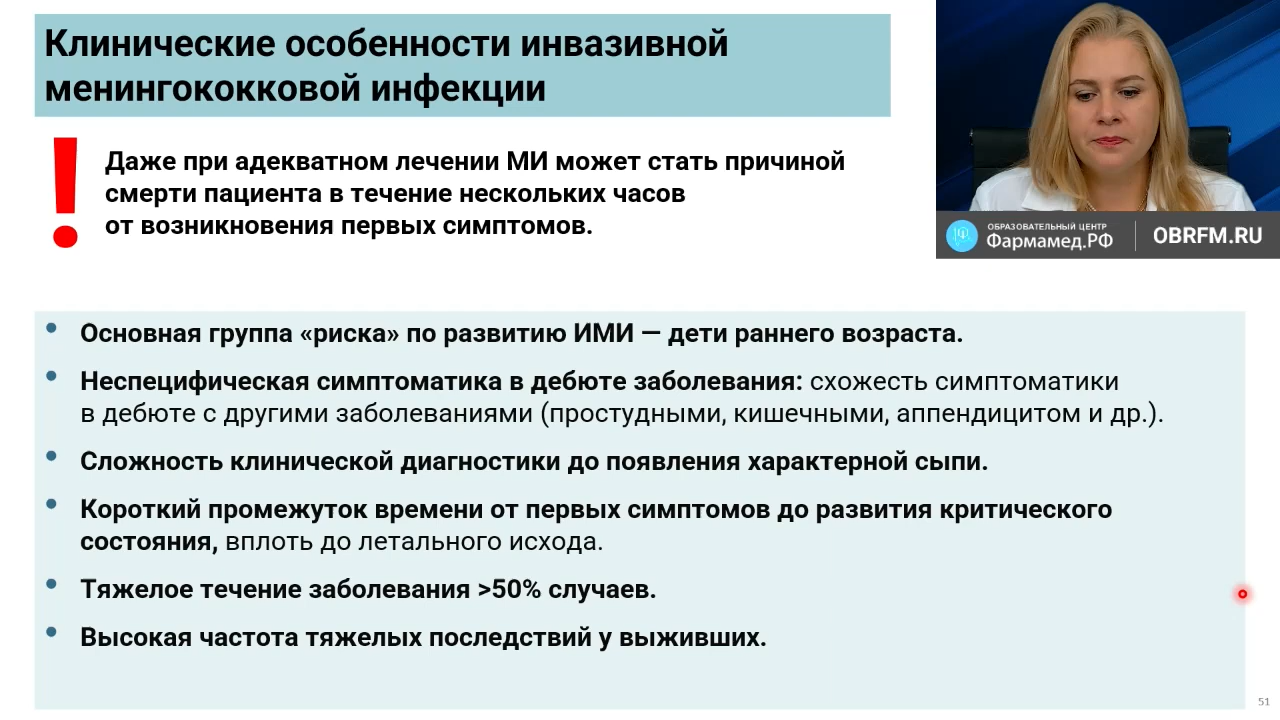 Клинические особенности инвазивной
менингококковой инфекции
!
Даже при адекватном лечении МИ может стать причиной
смерти пациента в течение нескольких часов
от возникновения первых симптомов.
ОБРАЗОВАТЕЛЬНЫЙ ЦЕНТР
Фармамед.РФ
OBRFM.RU
• Основная группа «риска» по развитию ИМИ — дети раннего возраста.
• Неспецифическая симптоматика в дебюте заболевания: схожесть симптоматики
в дебюте с другими заболеваниями (простудными, кишечными, аппендицитом и др.).
• Сложность клинической диагностики до появления характерной сыпи.
• Короткий промежуток времени от первых симптомов до развития критического
состояния, вплоть до летального исхода.
• Тяжелое течение заболевания >50% случаев.
• Высокая частота тяжелых последствий у выживших.
51